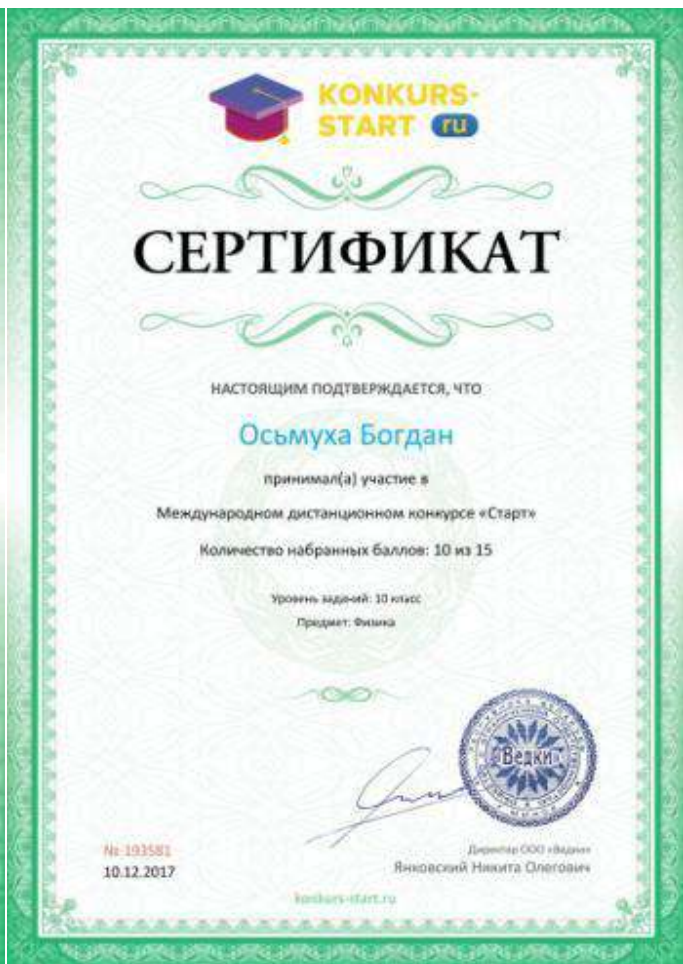 KONKURS-
START ru
СЕРТИФИКАТ
НАСТОЯЩИМ ПОДТВЕРЖДАЕТСЯ, ЧТО
Осьмуха Богдан
принимал(а) участие в
Международном дистанционном конкурсе «Старт»
Количество набранных баллов: 10 из 15
Уровень заданий: 10 класс
Предмет: Физика
«Ведки»
№ 193581
10.12.2017
Директор ООО «Ведки»
Янковский Никита Олегович
konkurs-start.ru